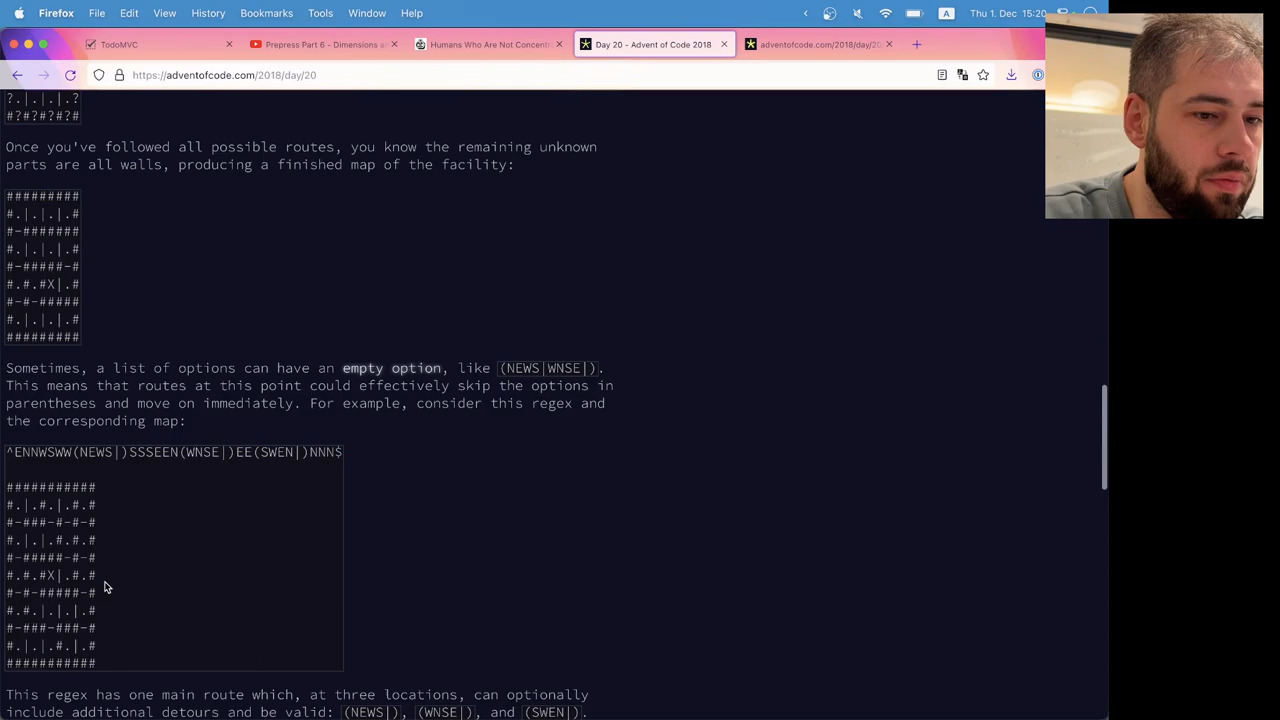 Firefox File Edit View History Bookmarks Tools Window Help A Thu 1. Dec 15:20
TodoMVC Prepress Part 6 - Dimensions a Humans Who Are Not Concent Day 20 - Advent of Code 2018 adventofcode.com/2018/day/20/
https://adventofcode.com/2018/day/20
?.|.|.|.?
#?#?#?#?#
Once you've followed all possible routes, you know the remaining unknown
parts are all walls, producing a finished map of the facility:
#########
#.|.|.|.#
#-#######
#.|.|.|.#
#-#####-#
#.#.#X|.#
#-#-#####
#.|.|.|.#
#########
Sometimes, a list of options can have an empty option, like (NEWS|WNSE|).
This means that routes at this point could effectively skip the options in
parentheses and move on immediately. For example, consider this regex and
the corresponding map:
^ENNWSWW(NEWS|)SSSEEN(WNSE|)EE(SWEN|)NNN$
###########
#.|.#.|.#.#
#-###-#-#-#
#.|.|.#.#.#
#-#####-#-#
#.#.#X|.#.#
#-#-#####-#
#.#.|.|.|.#
#-###-###-#
#.|.|.#.|.#
###########
This regex has one main route which, at three locations, can optionally
include additional detours and be valid: (NEWS|), (WNSE|), and (SWEN|).